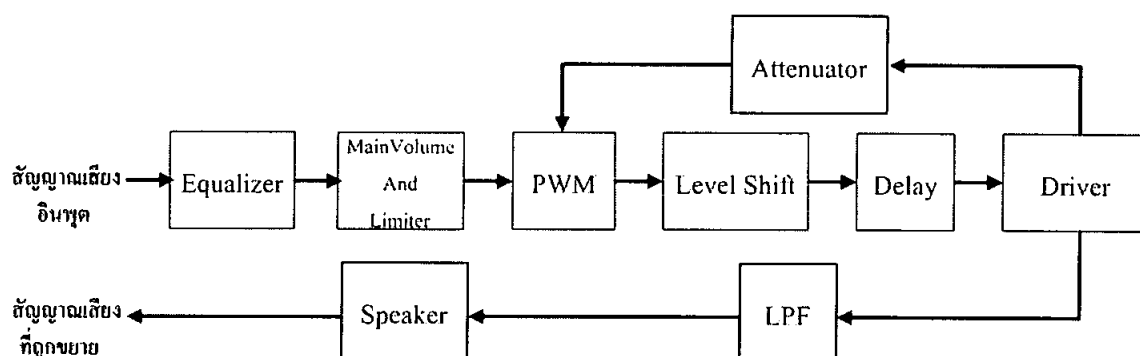 Attenuator
สัญญาณเสียง
อินพุต
Equalizer
MainVolume
And
Limiter
PWM
Level Shift
Delay
Driver
สัญญาณเสียง
ที่ถูกขยาย
Speaker
LPF